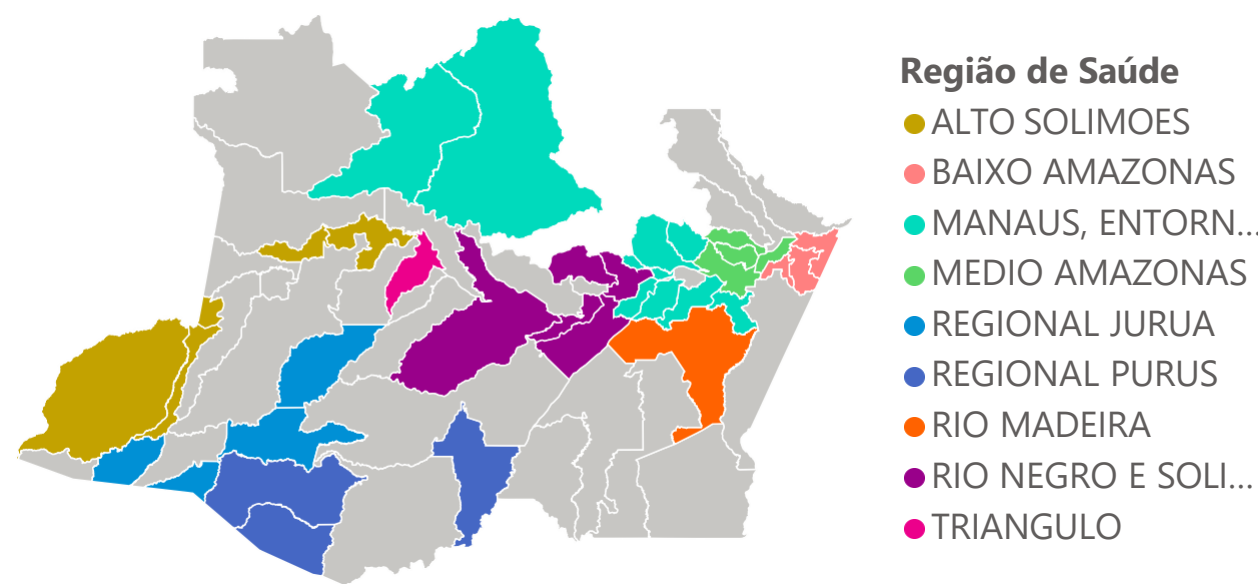 Região de Saúde
ALTO SOLIMOES
BAIXO AMAZONAS
MANAUS, ENTORN...
MEDIO AMAZONAS
REGIONAL JURUA
REGIONAL PURUS
RIO MADEIRA
RIO NEGRO E SOLI...
TRIANGULO